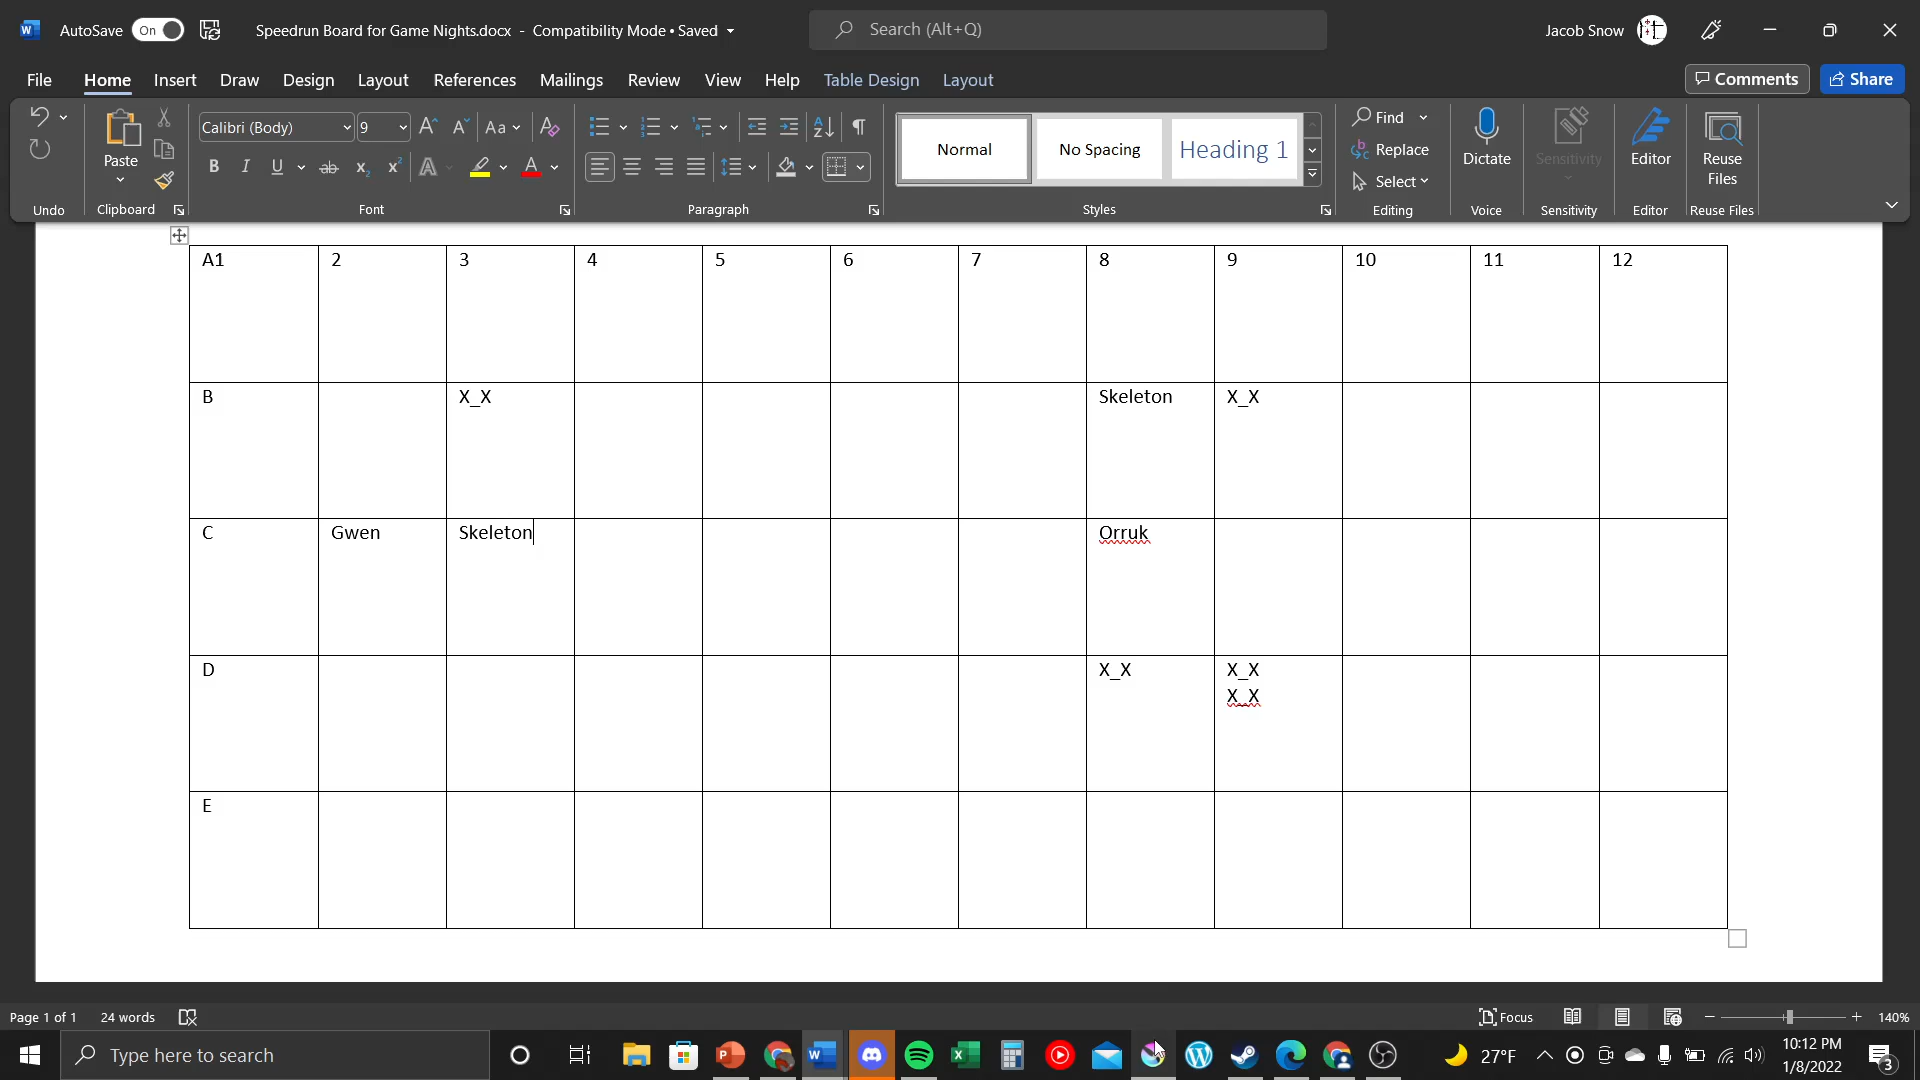 AutoSave On Speedrun Board for Game Nights.docx - Compatibility Mode • Saved Search (Alt+Q) Jacob Snow
File Home Insert Draw Design Layout References Mailings Review View Help Table Design Layout Comments Share
Calibri (Body) 9 Aa
Paste B I U ab x2 x2 A A
Normal No Spacing Heading 1
Find
Replace
Select
Dictate Sensitivity Editor Reuse Files
Undo Clipboard Font Paragraph Styles Editing Voice Sensitivity Editor Reuse Files
A1 2 3 4 5 6 7 8 9 10 11 12
B X_X Skeleton X_X
C Gwen Skeleton Orruk
D X_X X_X
X_X
E
Page 1 of 1 24 words Focus 140%
Type here to search 27°F 10:12 PM
1/8/2022 3